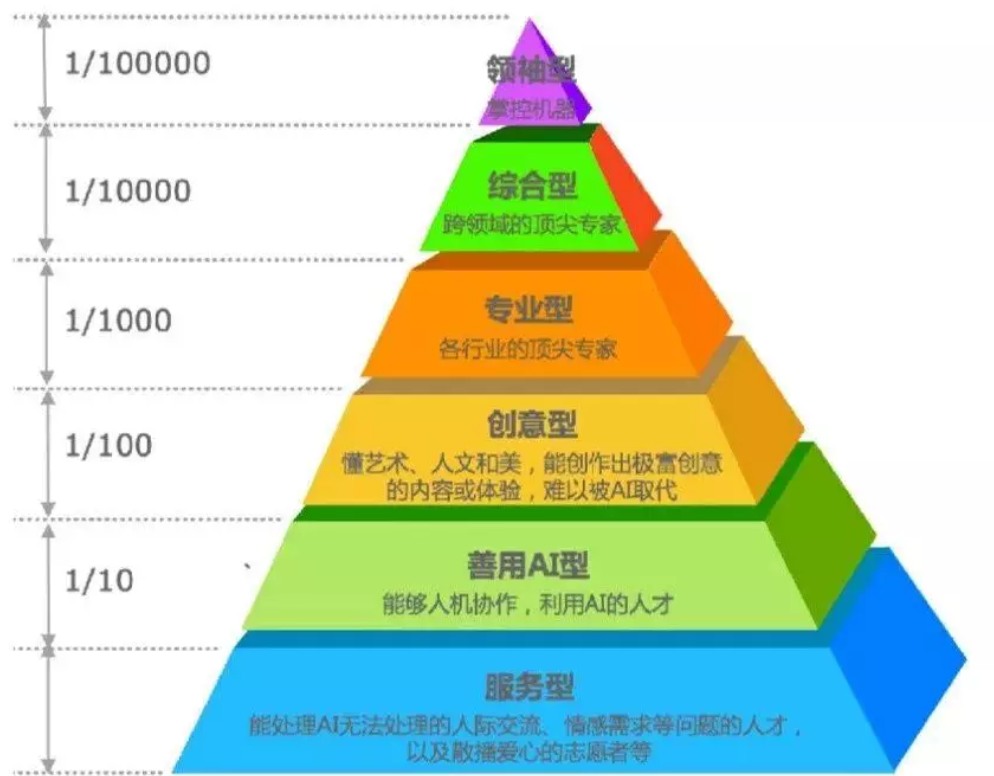 1/100000
领袖型
掌控机器
1/10000
综合型
跨领域的顶尖专家
1/1000
专业型
各行业的顶尖专家
1/100
创意型
懂艺术、人文和美，能创作出极富创意
的内容或体验，难以被AI取代
1/10
善用AI型
能够人机协作，利用AI的人才
服务型
能处理AI无法处理的人际交流、情感需求等问题的人才，
以及散播爱心的志愿者等